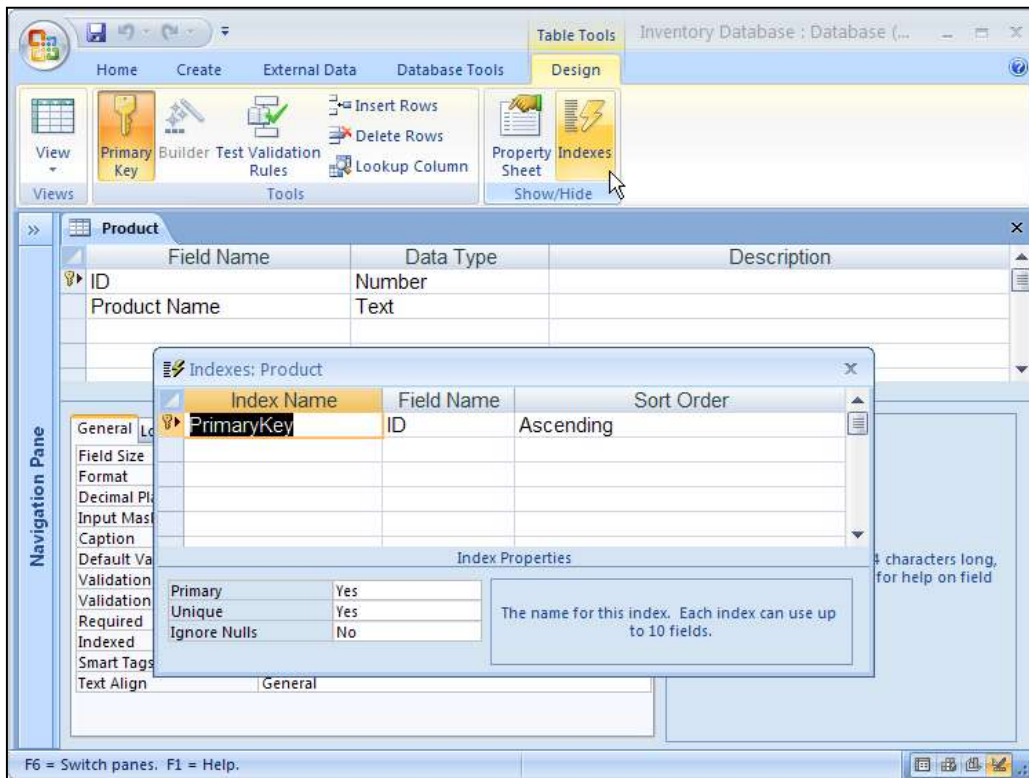 Table Tools
Inventory Database : Database (...
Home Create External Data Database Tools Design
View
Views
Primary Key
Builder
Test Validation Rules
Insert Rows
Delete Rows
Lookup Column
Tools
Property Sheet
Indexes
Show/Hide
Product
Field Name Data Type Description
ID Number
Product Name Text
Navigation Pane
Indexes: Product
Index Name Field Name Sort Order
PrimaryKey ID Ascending
Index Properties
Primary Yes
Unique Yes
Ignore Nulls No
The name for this index. Each index can use up
to 10 fields.
General
Field Size
Format
Decimal
Input
Caption
Default
Validation
Validation
Required
Indexed
Smart Tags
Text Align General
4 characters long,
for help on field
F6 = Switch panes. F1 = Help.